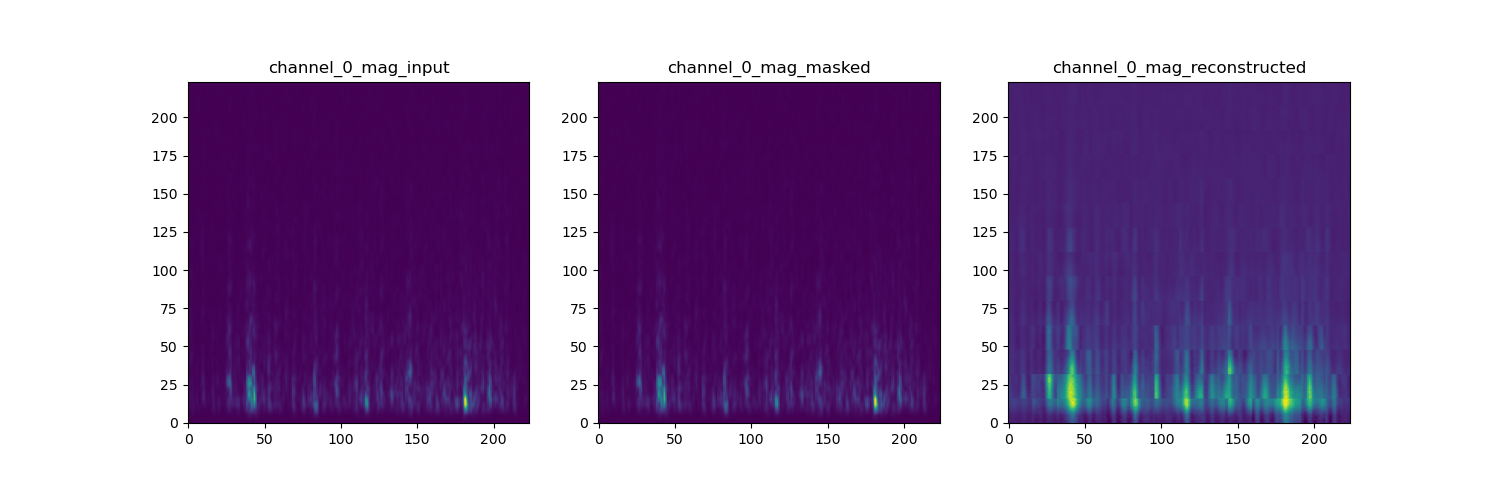 channel_0_mag_input
channel_0_mag_masked
channel_0_mag_reconstructed
200 200 200
175 175 175
150 150 150
125 125 125
100 100 100
75 75 75
50 50 50
25 25 25
0 0 0
0 50 100 150 200 0 50 100 150 200 0 50 100 150 200